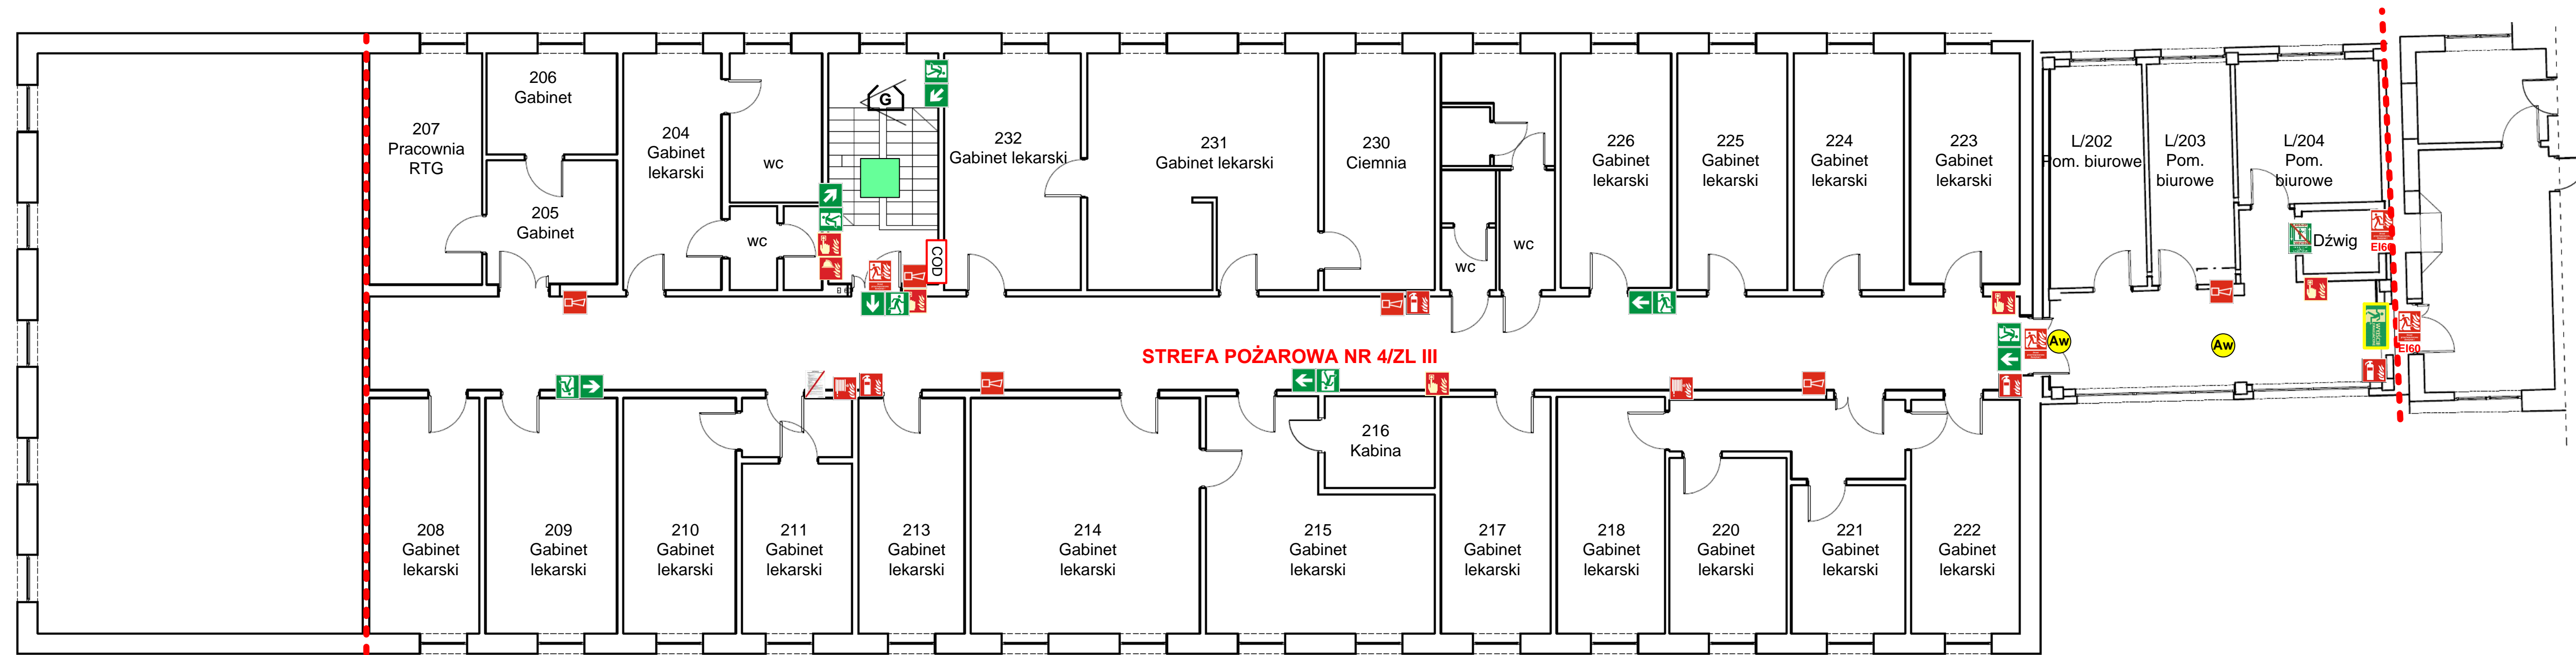 206
Gabinet
207
Pracownia
RTG
205
Gabinet
204
Gabinet
lekarski
wc
wc
G
COD
232
Gabinet lekarski
231
Gabinet lekarski
230
Ciemnia
wc
wc
226
Gabinet
lekarski
225
Gabinet
lekarski
224
Gabinet
lekarski
223
Gabinet
lekarski
L/202
om. biurowe
L/203
Pom.
biurowe
L/204
Pom.
biurowe
Dźwig
EI60
EI60
Aw
Aw
STREFA POŻAROWA NR 4/ZL III
208
Gabinet
lekarski
209
Gabinet
lekarski
210
Gabinet
lekarski
211
Gabinet
lekarski
213
Gabinet
lekarski
214
Gabinet
lekarski
215
Gabinet
lekarski
216
Kabina
217
Gabinet
lekarski
218
Gabinet
lekarski
220
Gabinet
lekarski
221
Gabinet
lekarski
222
Gabinet
lekarski